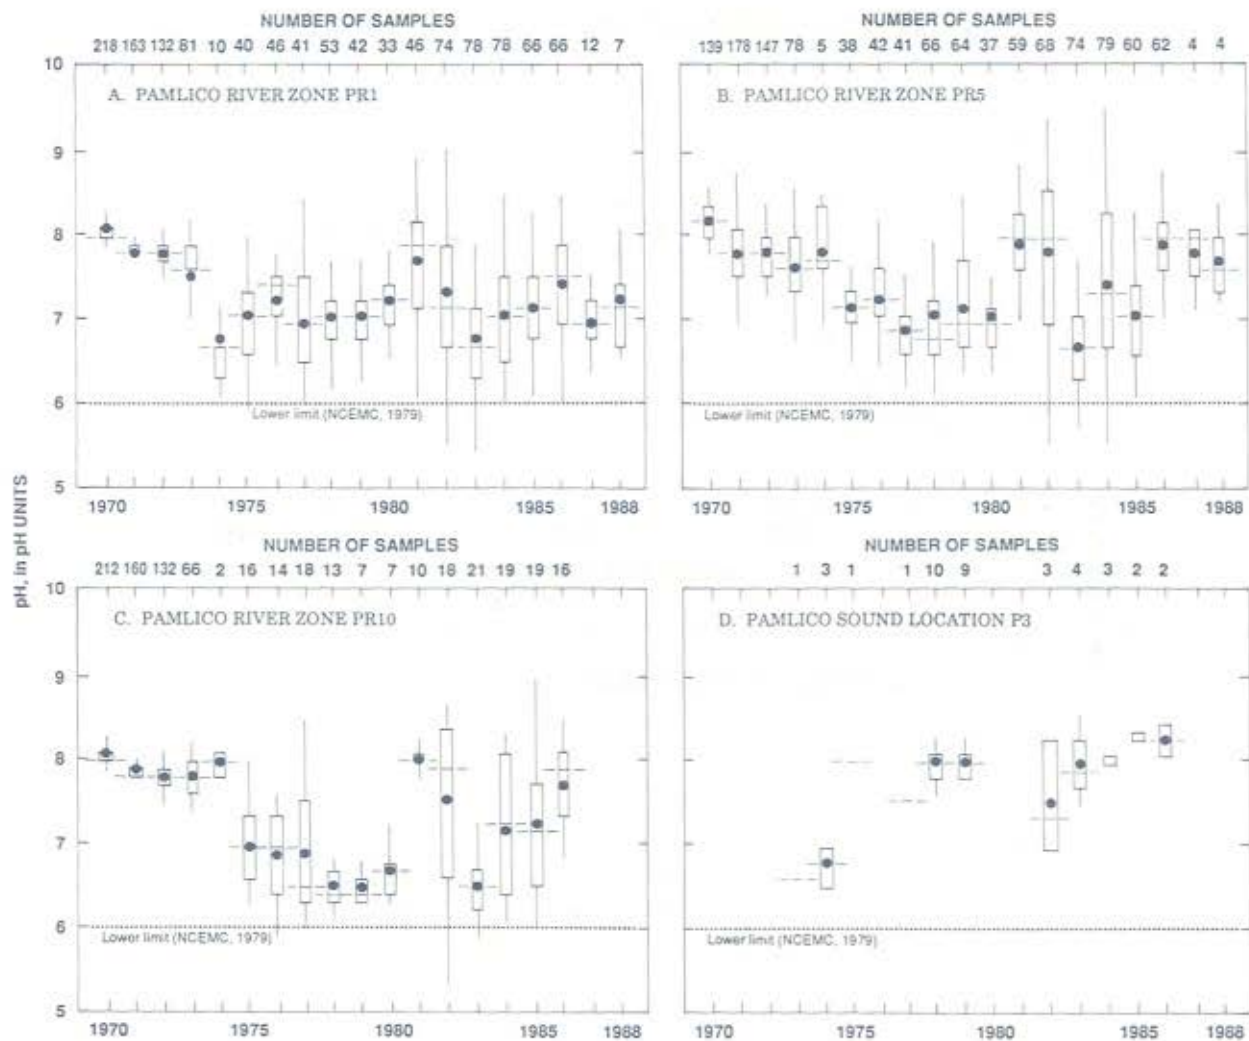 NUMBER OF SAMPLES
218 163 132 81 10 40 46 41 53 42 33 46 74 78 78 66 66 12 7
A. PAMLICO RIVER ZONE PR1
10
9
8
7
6
5
Lower limit (NCEMC, 1979)
1970 1975 1980 1985 1988
NUMBER OF SAMPLES
139 178 147 78 5 38 42 41 66 64 37 59 68 74 79 60 62 4 4
B. PAMLICO RIVER ZONE PR5
Lower limit (NCEMC, 1979)
1970 1975 1980 1985 1988
pH, in pH UNITS
NUMBER OF SAMPLES
212 160 132 66 2 16 14 18 13 7 7 10 18 21 19 19 16
C. PAMLICO RIVER ZONE PR10
10
9
8
7
6
5
Lower limit (NCEMC, 1979)
1970 1975 1980 1985 1988
NUMBER OF SAMPLES
1 3 1 1 10 9 3 4 3 2 2
D. PAMLICO SOUND LOCATION P3
Lower limit (NCEMC, 1979)
1970 1975 1980 1985 1988